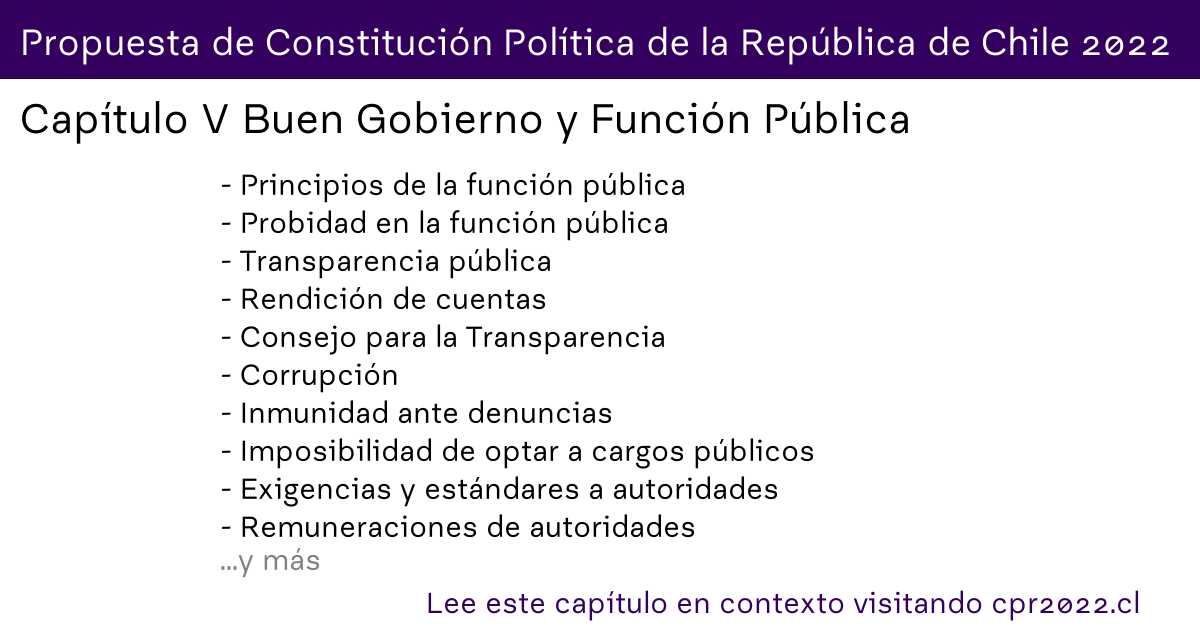 Propuesta de Constitución Política de la República de Chile 2022
Capítulo V Buen Gobierno y Función Pública
- Principios de la función pública
- Probidad en la función pública
- Transparencia pública
- Rendición de cuentas
- Consejo para la Transparencia
- Corrupción
- Inmunidad ante denuncias
- Imposibilidad de optar a cargos públicos
- Exigencias y estándares a autoridades
- Remuneraciones de autoridades
...y más
Lee este capítulo en contexto visitando cpr2022.cl